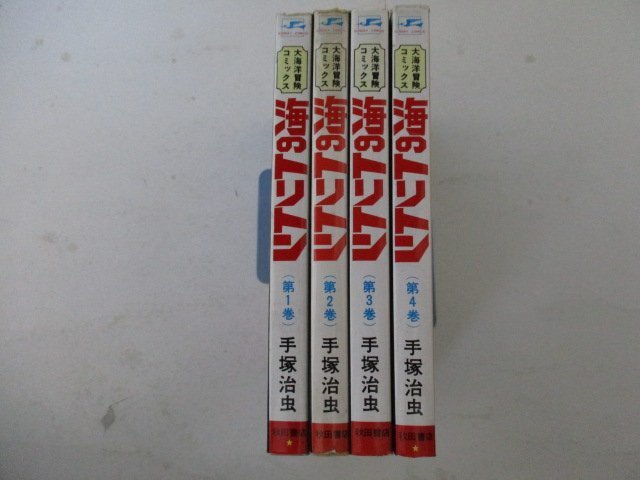 SUNDAY COMICS
大海洋冒険
コミックス
海のトリトン
(第1巻)
手塚治虫
秋田書店
SUNDAY COMICS
大海洋冒険
コミックス
海のトリトン
(第2巻)
手塚治虫
秋田書店
SUNDAY COMICS
大海洋冒険
コミックス
海のトリトン
(第3巻)
手塚治虫
秋田書店
SUNDAY COMICS
大海洋冒険
コミックス
海のトリトン
(第4巻)
手塚治虫
秋田書店